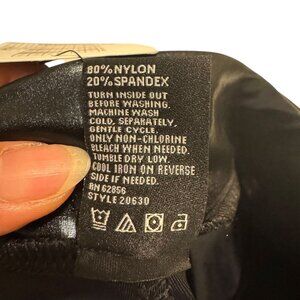 80% NYLON
20% SPANDEX
TURN INSIDE OUT
BEFORE WASHING.
MACHINE WASH
COLD, SEPARATELY.
GENTLE CYCLE.
ONLY NON-CHLORINE
BLEACH WHEN NEEDED.
TUMBLE DRY LOW.
COOL IRON ON REVERSE
SIDE IF NEEDED.
RN 62856
STYLE 20630